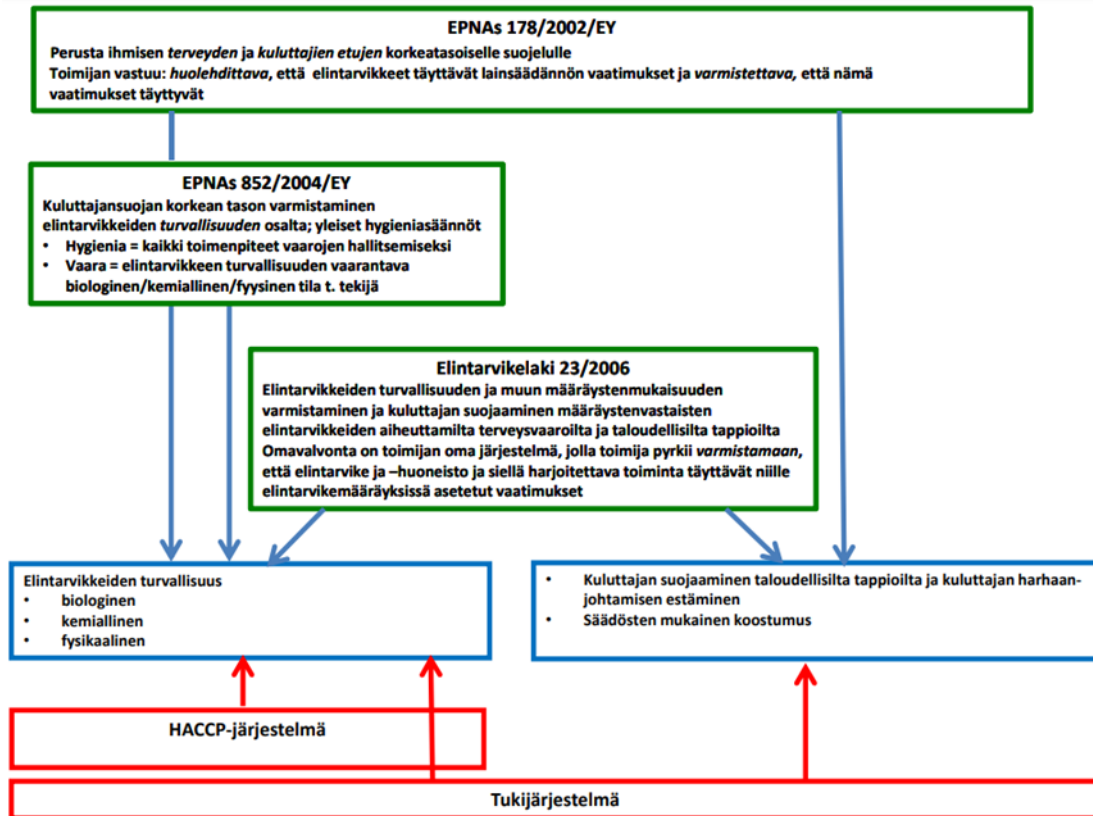 EPNAs 178/2002/EY
Perusta ihmisen terveyden ja kuluttajien etujen korkeatasoiselle suojelulle
Toimijan vastuu: huolehdittava, että elintarvikkeet täyttävät lainsäädännön vaatimukset ja varmistettava, että nämä
vaatimukset täyttyvät
EPNAs 852/2004/EY
Kuluttajansuojan korkean tason varmistaminen
elintarvikkeiden turvallisuuden osalta; yleiset hygieniasäännöt
• Hygienia = kaikki toimenpiteet vaarojen hallitsemiseksi
• Vaara = elintarvikkeen turvallisuuden vaarantava
biologinen/kemiallinen/fyysinen tila t. tekijä
Elintarvikelaki 23/2006
Elintarvikkeiden turvallisuuden ja muun määräystenmukaisuuden
varmistaminen ja kuluttajan suojaaminen määräystenvastaisten
elintarvikkeiden aiheuttamilta terveysvaaroilta ja taloudellisilta tappioilta
Omavalvonta on toimijan oma järjestelmä, jolla toimija pyrkii varmistamaan,
että elintarvike ja –huoneisto ja siellä harjoitettava toiminta täyttävät niille
elintarvikemääräyksissä asetetut vaatimukset
Elintarvikkeiden turvallisuus
• biologinen
• kemiallinen
• fysikaalinen
• Kuluttajan suojaaminen taloudellisilta tappioilta ja kuluttajan harhaan-
johtamisen estäminen
• Säädösten mukainen koostumus
HACCP-järjestelmä
Tukijärjestelmä